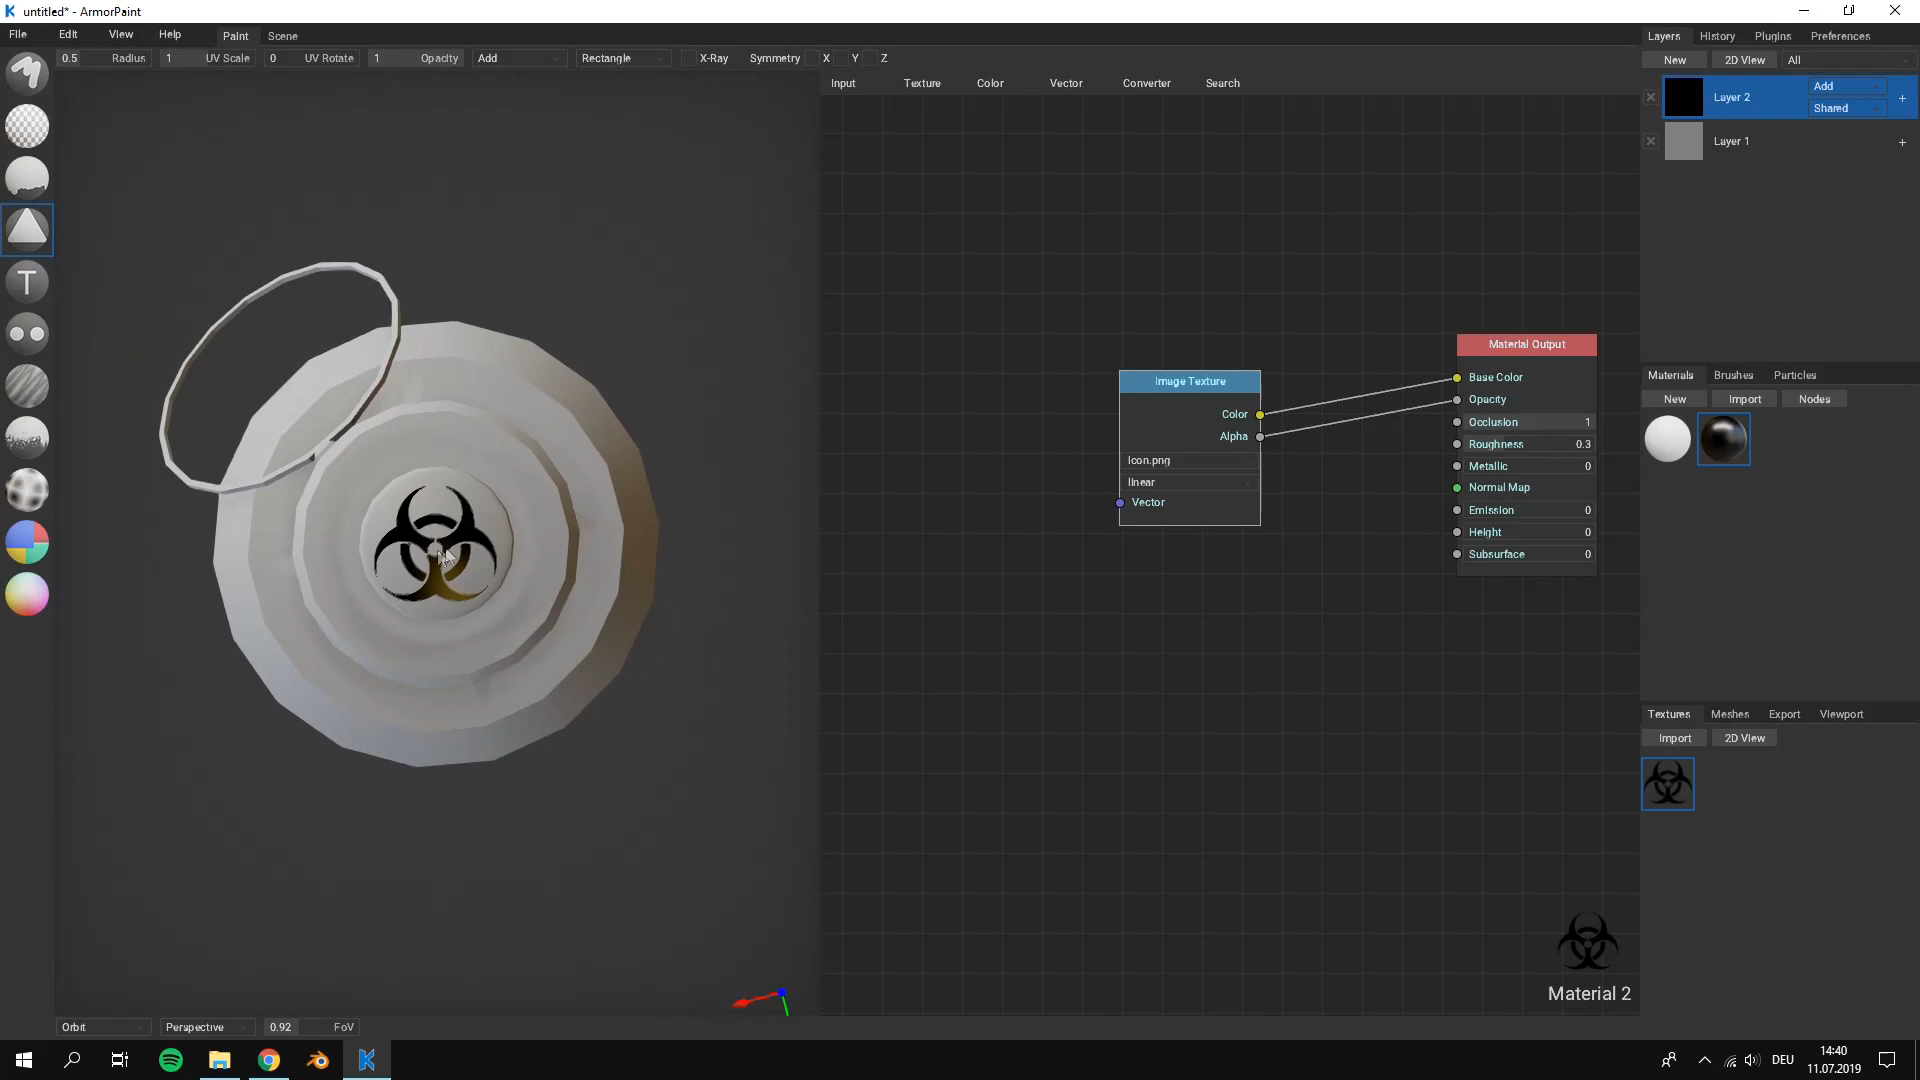 untitled* - ArmorPaint
File Edit View Help Paint Scene
0.5 Radius 1 UV Scale 0 UV Rotate 1 Opacity Add Rectangle X-Ray Symmetry X Y Z
Input Texture Color Vector Converter Search
Image Texture
Color
Alpha
Icon.png
linear
Vector
Material Output
Base Color
Opacity
Occlusion 1
Roughness 0.3
Metallic 0
Normal Map
Emission 0
Height 0
Subsurface 0
Material 2
Layers History Plugins Preferences
New 2D View All
Layer 2 Add
Shared
+
Layer 1 +
Materials Brushes Particles
New Import Nodes
Textures Meshes Export Viewport
Import 2D View
T
Orbit Perspective 0.92 FoV
DEU 14:40
11.07.2019